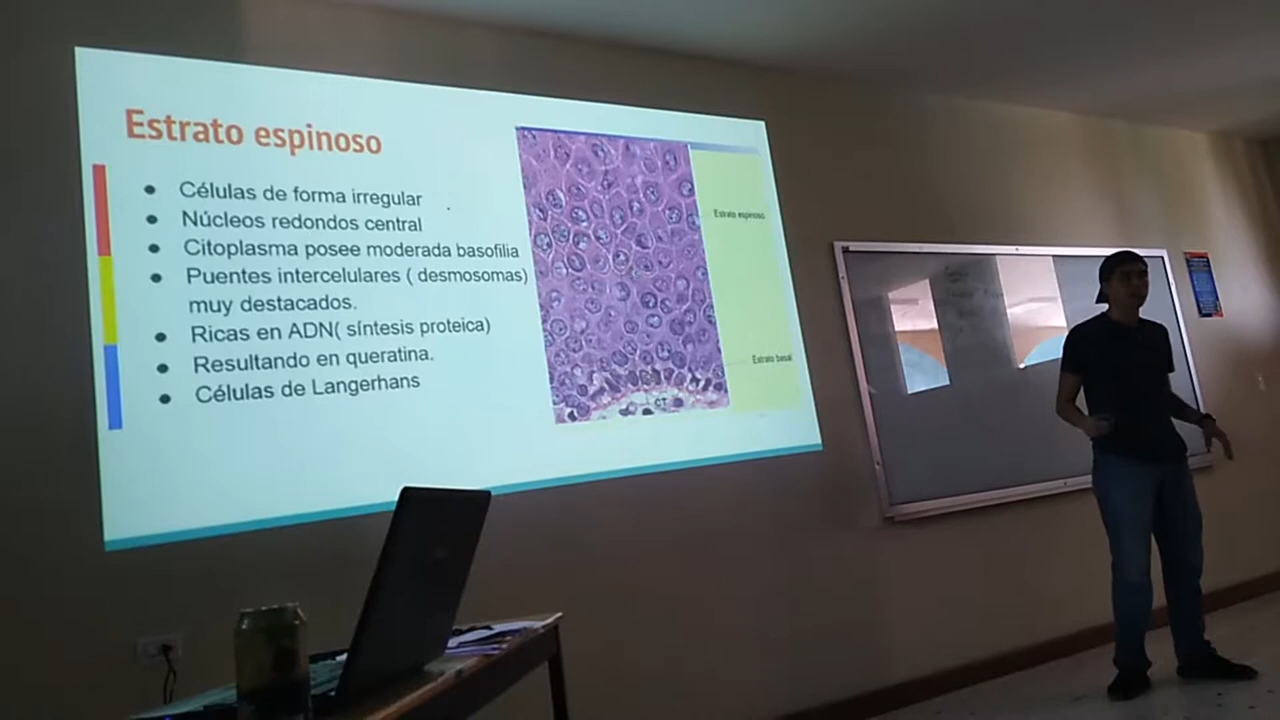 Estrato espinoso
● Células de forma irregular
● Núcleos redondos central
● Citoplasma posee moderada basofilia
● Puentes intercelulares ( desmosomas)
muy destacados.
● Ricas en ADN( síntesis proteica)
● Resultando en queratina.
● Células de Langerhans
Estrato espinoso
Estrato basal
CT